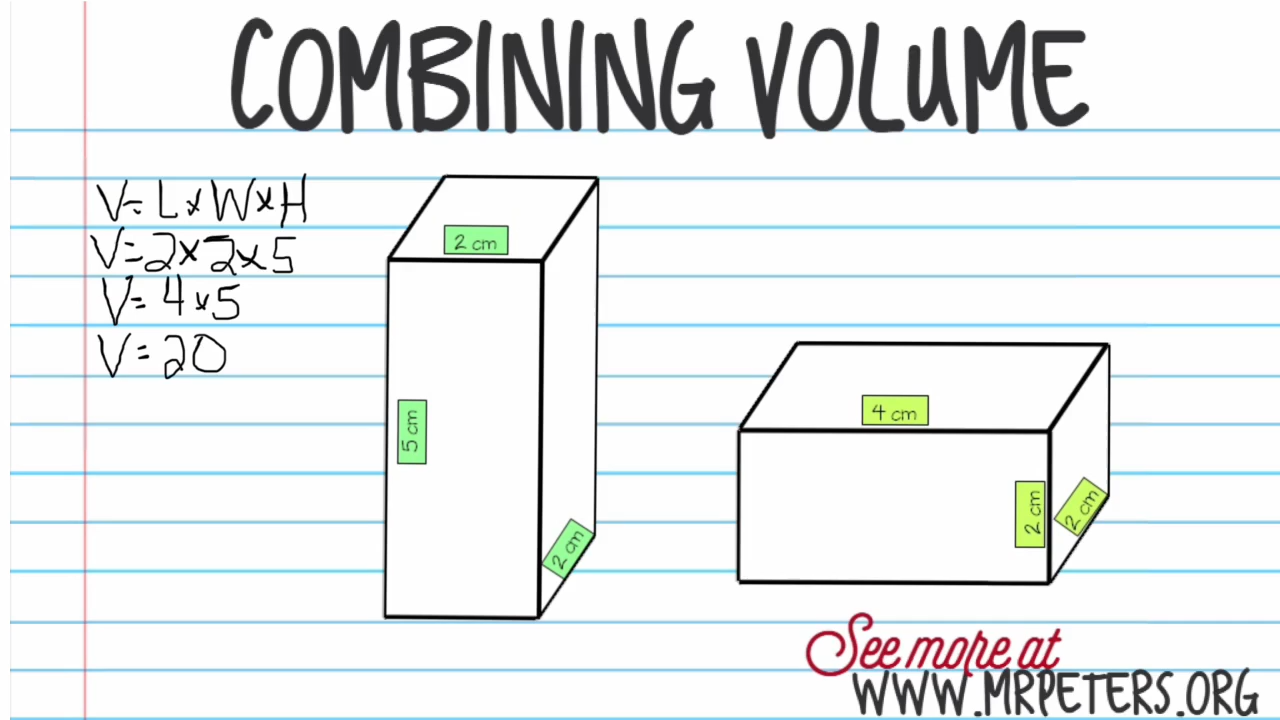 COMBINING VOLUME
V= L x W x H
V= 2 x 2 x 5
V= 4 x 5
V= 20
2 cm
5 cm
2 cm
4 cm
2 cm
2 cm
See more at
WWW.MRPETERS.ORG